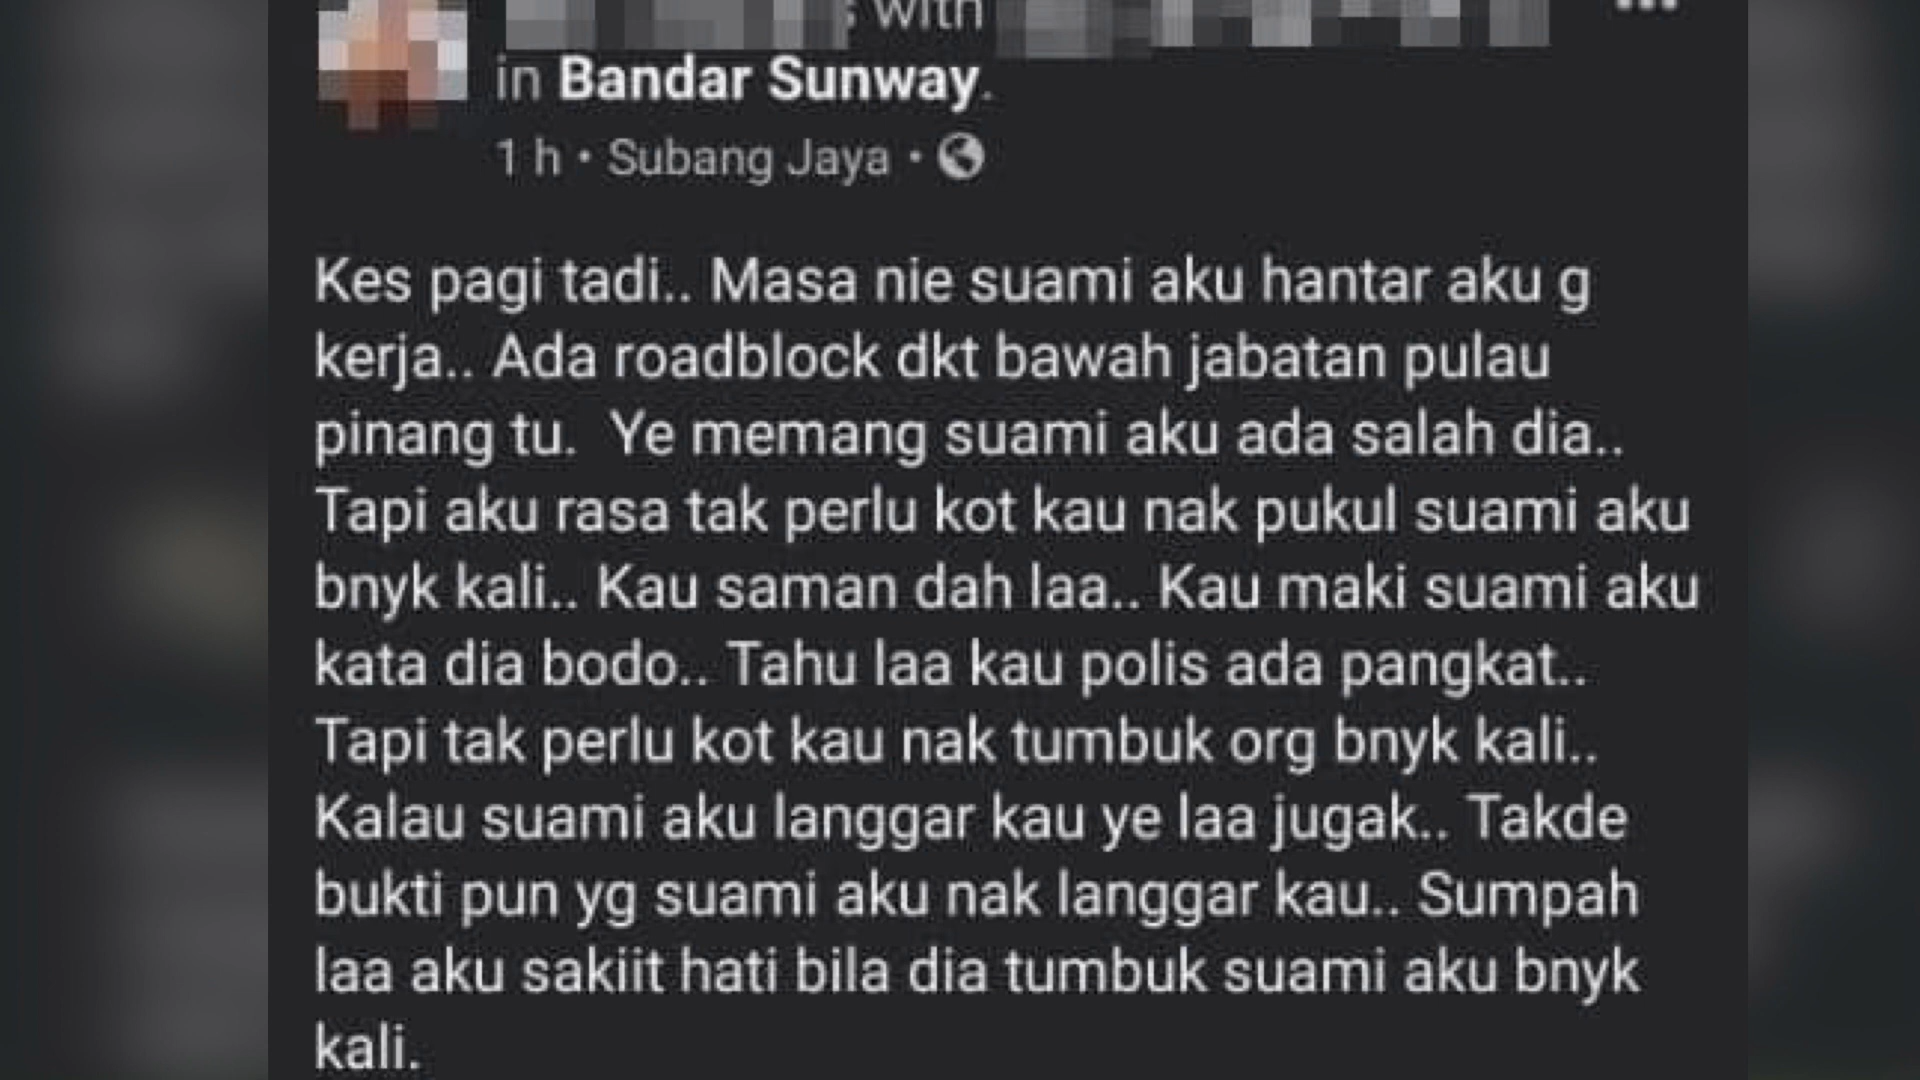 with
in Bandar Sunway.
1 h • Subang Jaya •
Kes pagi tadi.. Masa nie suami aku hantar aku g
kerja.. Ada roadblock dkt bawah jabatan pulau
pinang tu.  Ye memang suami aku ada salah dia..
Tapi aku rasa tak perlu kot kau nak pukul suami aku
bnyk kali.. Kau saman dah laa.. Kau maki suami aku
kata dia bodo.. Tahu laa kau polis ada pangkat..
Tapi tak perlu kot kau nak tumbuk org bnyk kali..
Kalau suami aku langgar kau ye laa jugak.. Takde
bukti pun yg suami aku nak langgar kau.. Sumpah
laa aku sakiit hati bila dia tumbuk suami aku bnyk
kali.